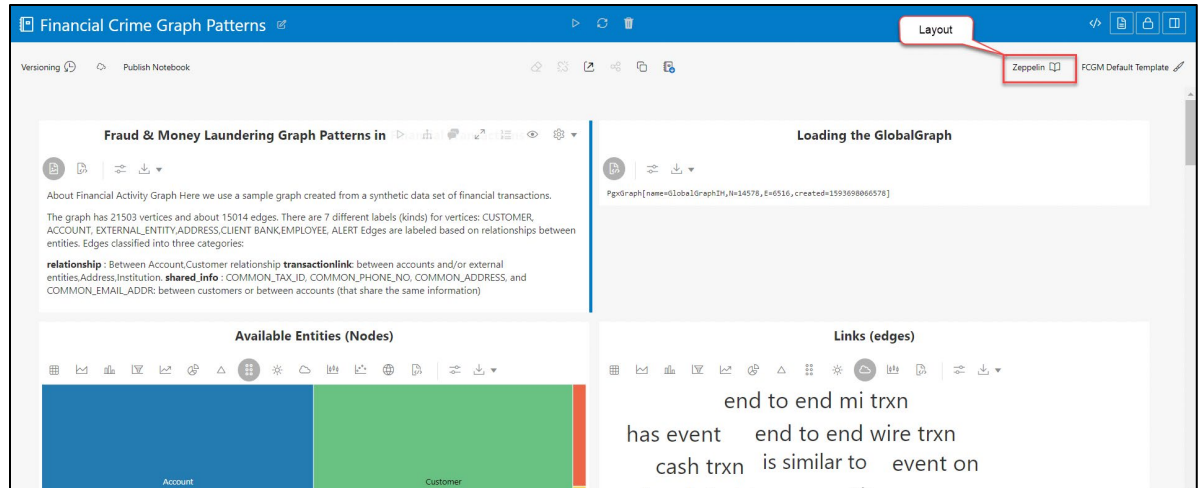 Financial Crime Graph Patterns
Layout
Versioning
Publish Notebook
Zeppelin
FCGM Default Template
Fraud & Money Laundering Graph Patterns in
About Financial Activity Graph Here we use a sample graph created from a synthetic data set of financial transactions.
The graph has 21503 vertices and about 15014 edges. There are 7 different labels (kinds) for vertices: CUSTOMER,
ACCOUNT, EXTERNAL_ENTITY,ADDRESS,CLIENT BANK,EMPLOYEE, ALERT Edges are labeled based on relationships between
entities. Edges classified into three categories:
relationship : Between Account,Customer relationship transactionlink: between accounts and/or external
entities,Address,Institution. shared_info : COMMON_TAX_ID, COMMON_PHONE_NO, COMMON_ADDRESS, and
COMMON_EMAIL_ADDR: between customers or between accounts (that share the same information)
Loading the GlobalGraph
PgxGraph[name=GlobalGraphIH,N=14578,E=6516,created=1593698066578]
Available Entities (Nodes)
Account
Customer
Links (edges)
end to end mi trxn
has event end to end wire trxn
cash trxn is similar to event on